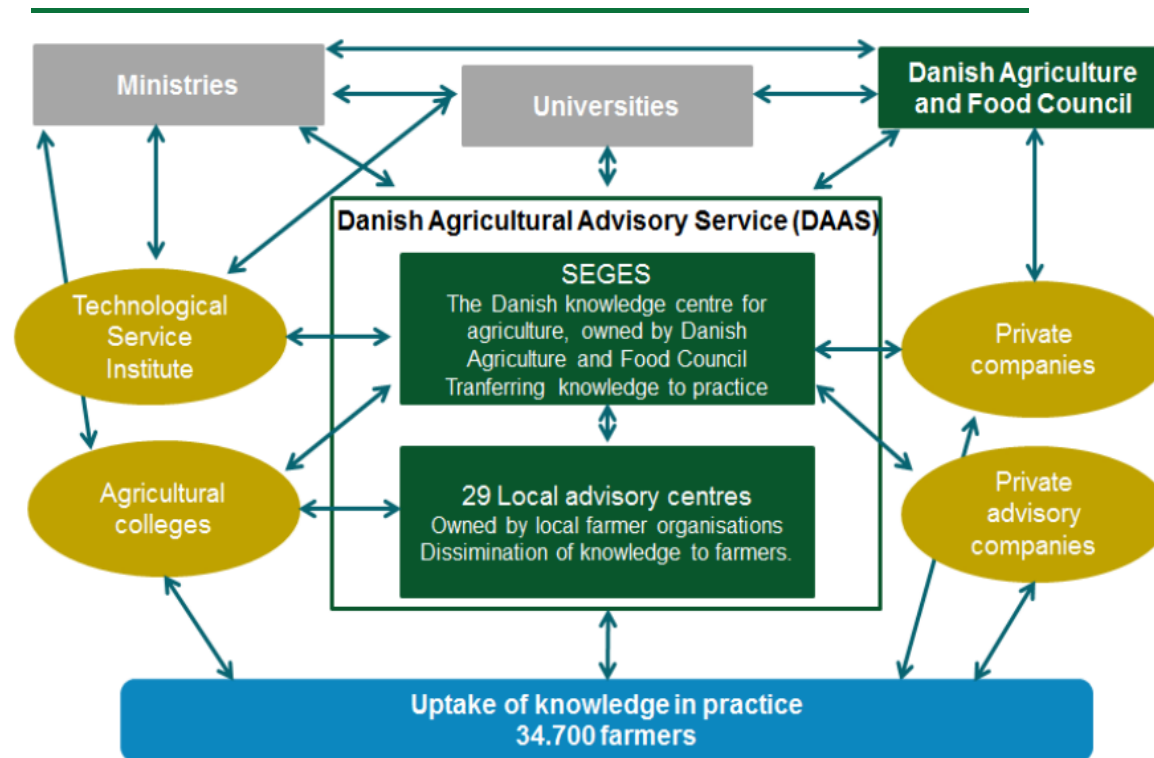 Ministries
Universities
Danish Agriculture
and Food Council
Danish Agricultural Advisory Service (DAAS)
SEGES
The Danish knowledge centre for
agriculture, owned by Danish
Agriculture and Food Council
Tranferring knowledge to practice
Technological
Service
Institute
Private
companies
Agricultural
colleges
29 Local advisory centres
Owned by local farmer organisations
Dissimination of knowledge to farmers.
Private
advisory
companies
Uptake of knowledge in practice
34.700 farmers